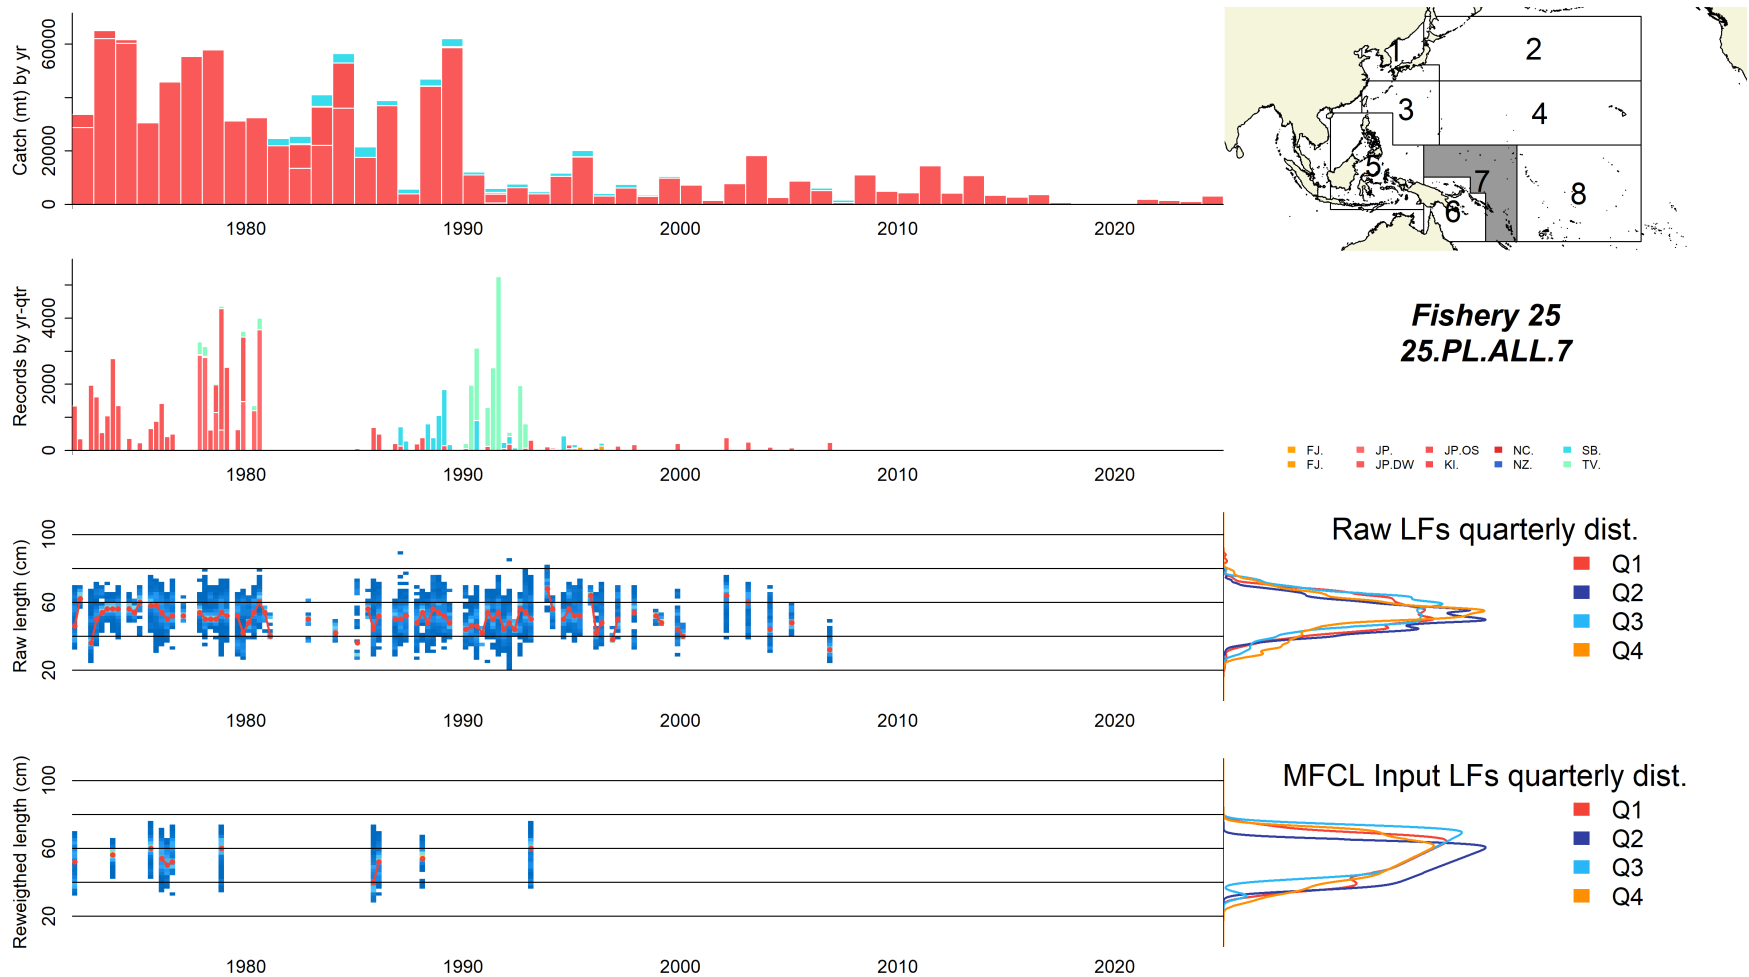 Catch (mt) by yr
0
20000
60000
1980
1990
2000
2010
2020
1
2
3
4
5
6
7
8
Records by yr-qtr
0
2000
4000
1980
1990
2000
2010
2020
Fishery 25
25.PL.ALL.7
FJ.
JP.
JP.OS
NC.
SB.
FJ.
JP.DW
KI.
NZ.
TV.
Raw length (cm)
20
60
100
1980
1990
2000
2010
2020
Raw LFs quarterly dist.
Q1
Q2
Q3
Q4
Reweigthed length (cm)
20
60
100
1980
1990
2000
2010
2020
MFCL Input LFs quarterly dist.
Q1
Q2
Q3
Q4